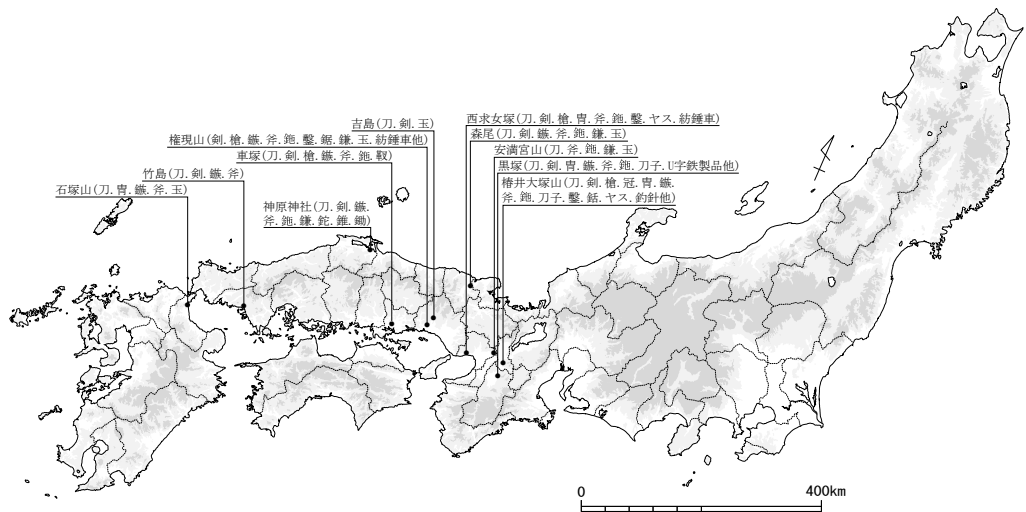 吉島(刀.剣.玉)
権現山(剣.槍.鏃.斧.鉇.鑿.鋸.鎌.玉.紡錘車他)
車塚(刀.剣.槍.鏃.斧.鉇.靫)
竹島(刀.剣.鏃.斧)
石塚山(刀.冑.鏃.斧.玉)
神原神社(刀.剣.鏃.
斧.鉇.鎌.鉈.錐.鋤)
西求女塚(刀.剣.槍.冑.斧.鉇.鑿.ヤス.紡錘車)
森尾(刀.剣.鏃.斧.鉇.鎌.玉)
安満宮山(刀.斧.鉇.鎌.玉)
黒塚(刀.剣.冑.鏃.斧.鉇.刀子.U字鉄製品他)
椿井大塚山(刀.剣.槍.冠.冑.鏃.
斧.鉇.刀子.鑿.銛.ヤス.釣針他)
0
400km